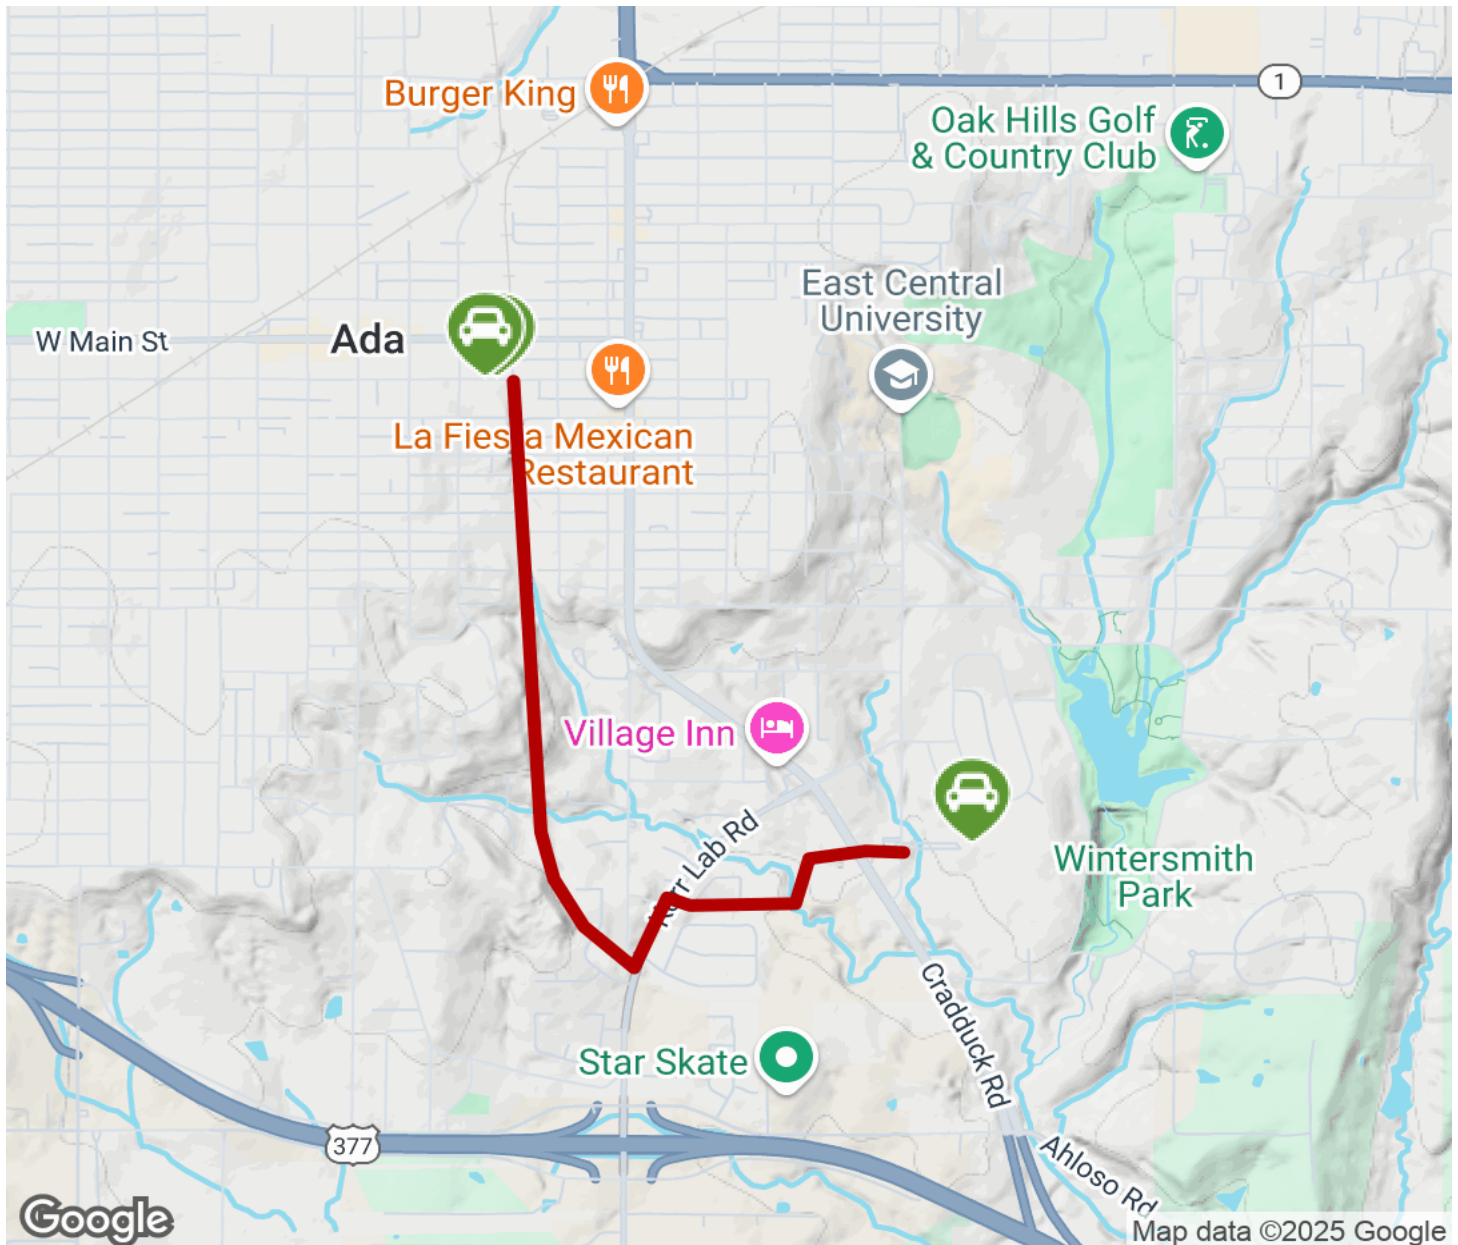 Burger King
1
Oak Hills Golf
& Country Club
East Central
University
W Main St
Ada
La Fiesta Mexican
Restaurant
Village Inn
Kerr Lab Rd
Wintersmith
Park
Cradduck Rd
Star Skate
377
Ahloso Rd
Google
Map data ©2025 Google